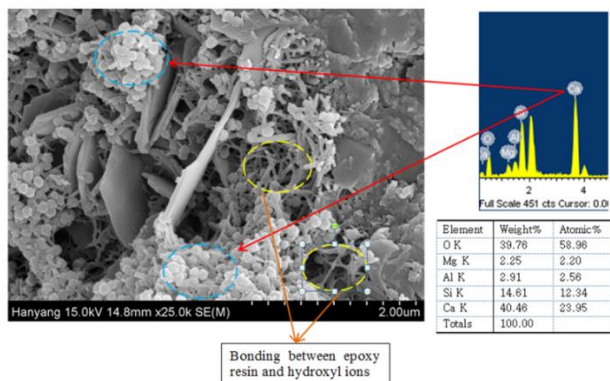 Ca
Si
O
Al
Mg
2
4
Full Scale 451 cts Cursor: 0.0
Element Weight% Atomic%
O K 39.76 58.96
Mg K 2.25 2.20
Al K 2.91 2.56
Si K 14.61 12.34
Ca K 40.46 23.95
Totals 100.00
Hanyang 15.0kV 14.8mm x25.0k SE(M) 2.00um
Bonding between epoxy
resin and hydroxyl ions